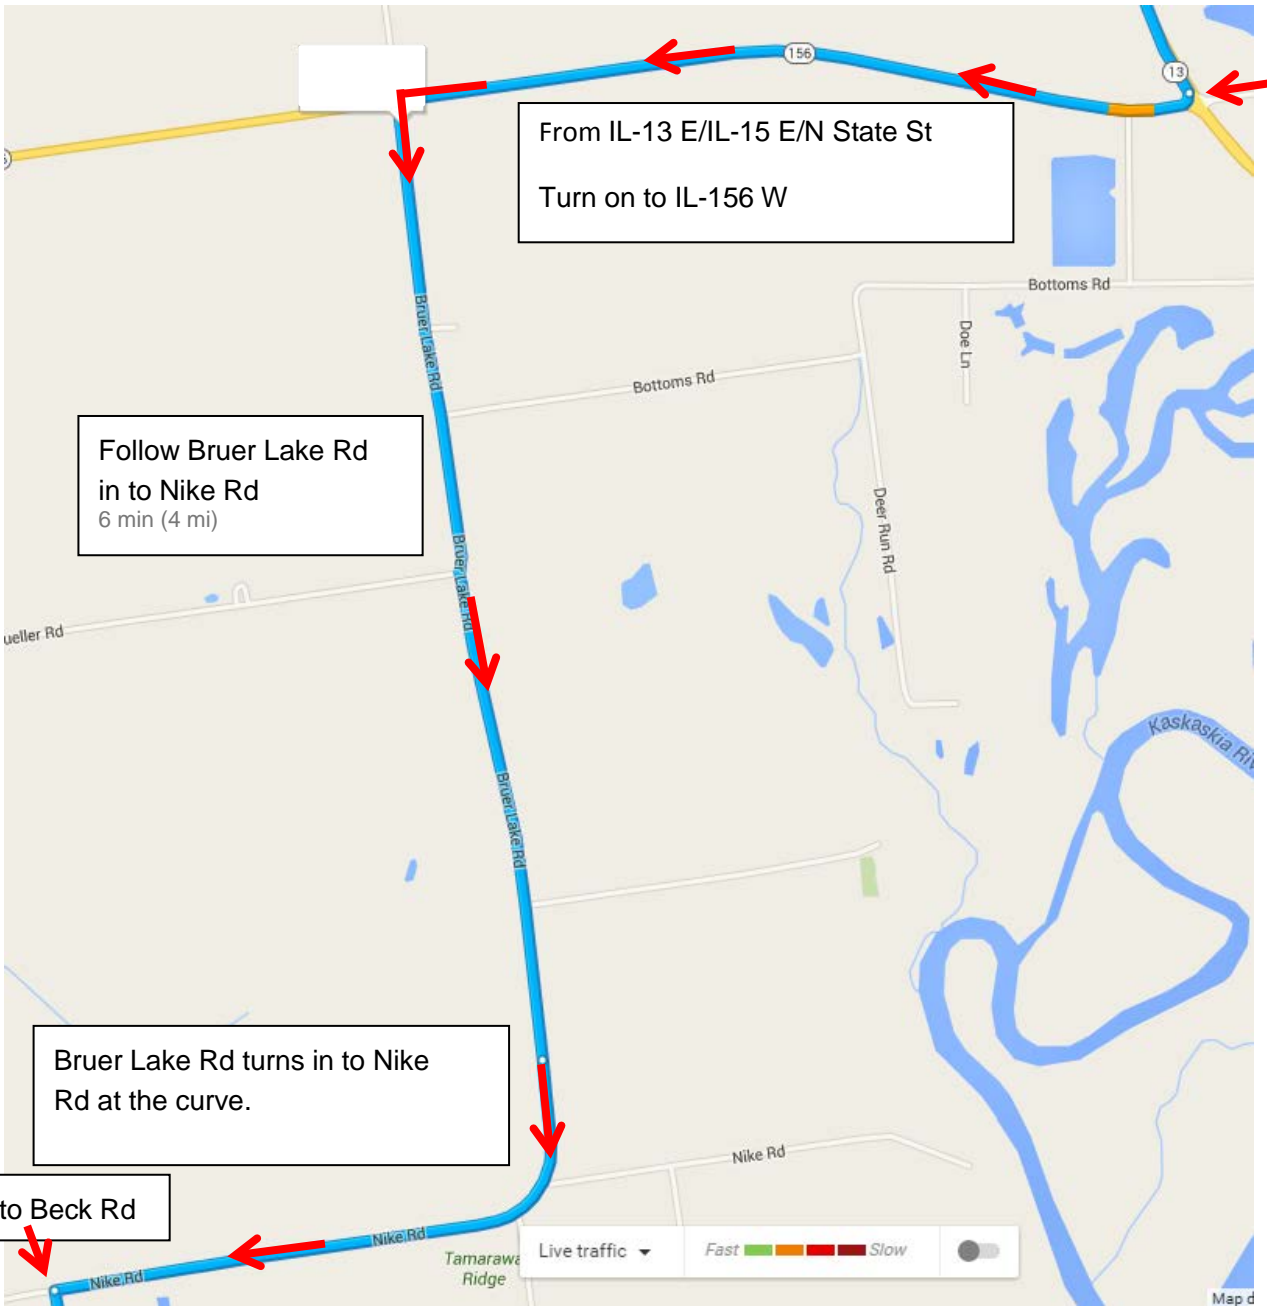 156
13
From IL-13 E/IL-15 E/N State St
Turn on to IL-156 W
Bottoms Rd
Doe Ln
Bruer Lake Rd
Bottoms Rd
Follow Bruer Lake Rd
in to Nike Rd
6 min (4 mi)
Deer Run Rd
Bruer Lake Rd
ueller Rd
Kaskaskia Riv
Bruer Lake Rd
Bruer Lake Rd turns in to Nike
Rd at the curve.
Nike Rd
to Beck Rd
Nike Rd
Tamarawa
Ridge
Live traffic
Fast
Slow
Nike Rd
Map d